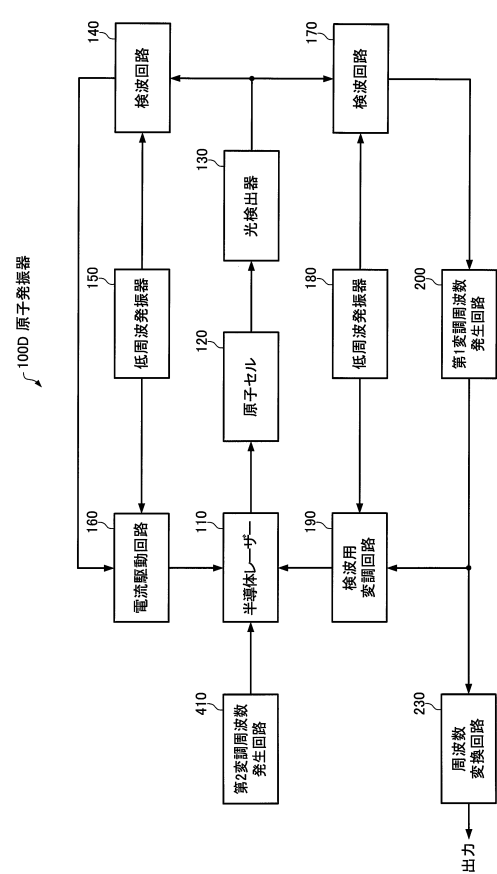 100D 原子発振器
160
電流駆動回路
150
低周波発振器
140
検波回路
410
第2変調周波数
発生回路
110
半導体レーザー
120
原子セル
130
光検出器
190
検波用
変調回路
180
低周波発振器
170
検波回路
出力
230
周波数
変換回路
200
第1変調周波数
発生回路